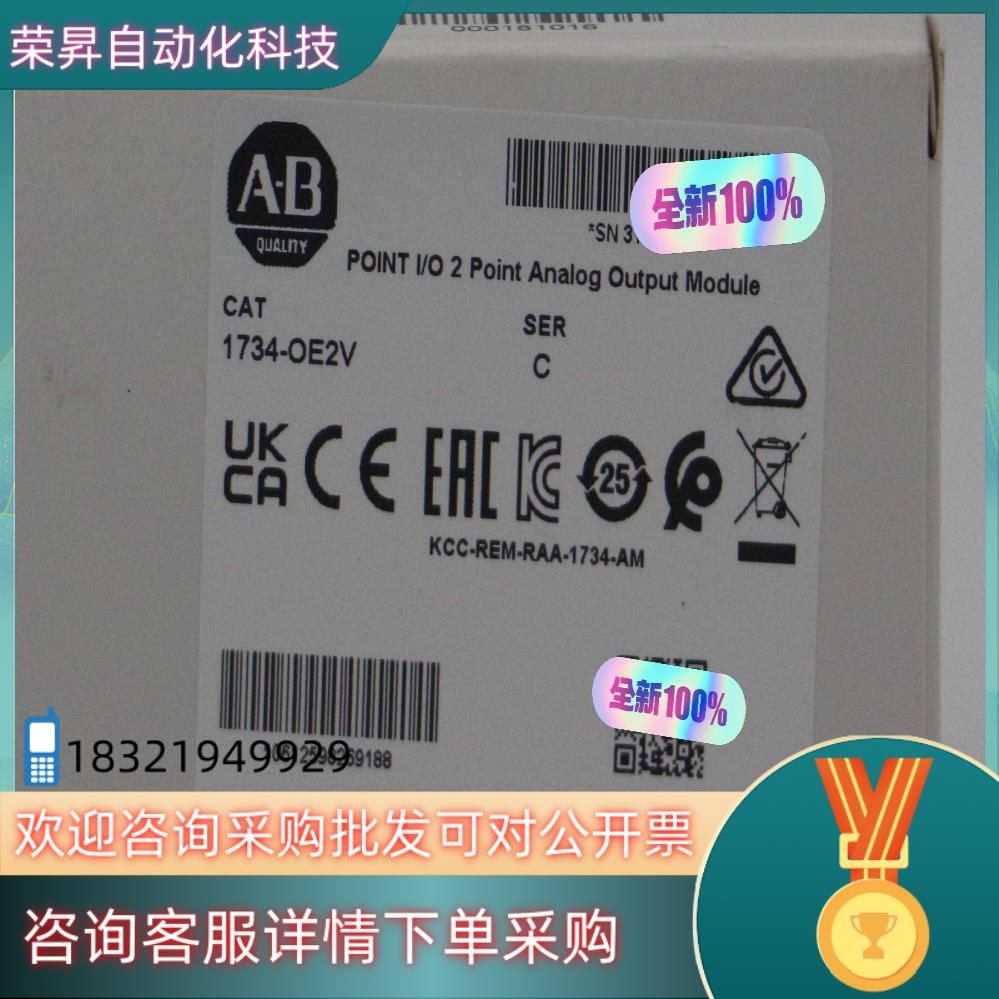 000181016
荣昇自动化科技
A-B
QUALITY
全新100%
*SN 31
POINT I/O 2 Point Analog Output Module
CAT
SER
1734-OE2V
C
UK
CA
CE
EAC
KC
25
KCC-REM-RAA-1734-AM
全新100%
18321949929
欢迎咨询采购批发可对公开票
咨询客服详情下单采购